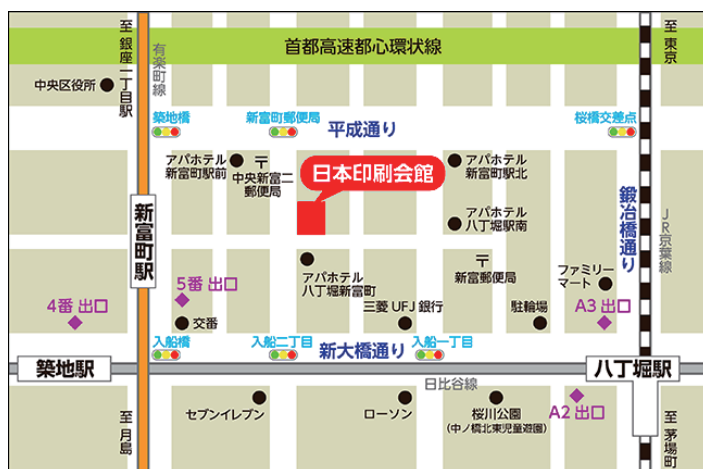 至 銀座一丁目駅
有楽町線
首都高速都心環状線
至 東京
中央区役所
築地橋
新富町郵便局
平成通り
桜橋交差点
アパホテル
新富町駅前
〒
中央新富二
郵便局
日本印刷会館
アパホテル
新富町駅北
アパホテル
八丁堀駅南
鍛冶橋通り
JR京葉線
新富町駅
アパホテル
八丁堀新富町
〒
新富郵便局
ファミリー
マート
5番 出口
4番 出口
交番
三菱 UFJ 銀行
駐輪場
A3 出口
入船橋
入船二丁目
新大橋通り
入船一丁目
築地駅
日比谷線
八丁堀駅
セブンイレブン
ローソン
桜川公園
(中ノ橋北東児童遊園)
A2 出口
至 月島
至 茅場町